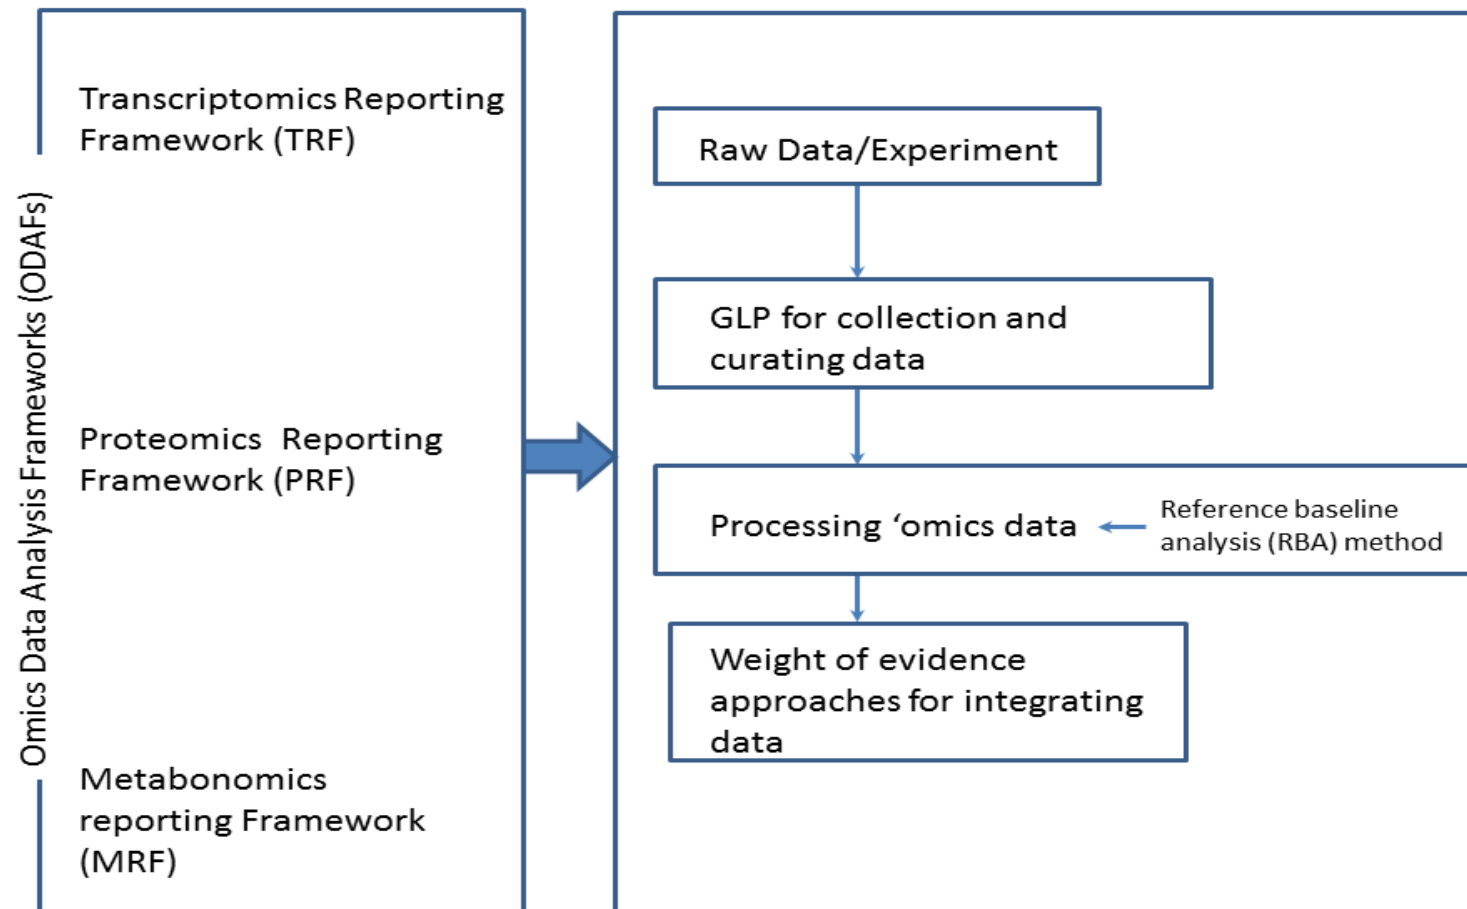 Omics Data Analysis Frameworks (ODAFs)
Transcriptomics Reporting
Framework (TRF)
Proteomics Reporting
Framework (PRF)
Metabonomics
reporting Framework
(MRF)
Raw Data/Experiment
GLP for collection and
curating data
Processing ‘omics data
Reference baseline
analysis (RBA) method
Weight of evidence
approaches for integrating
data